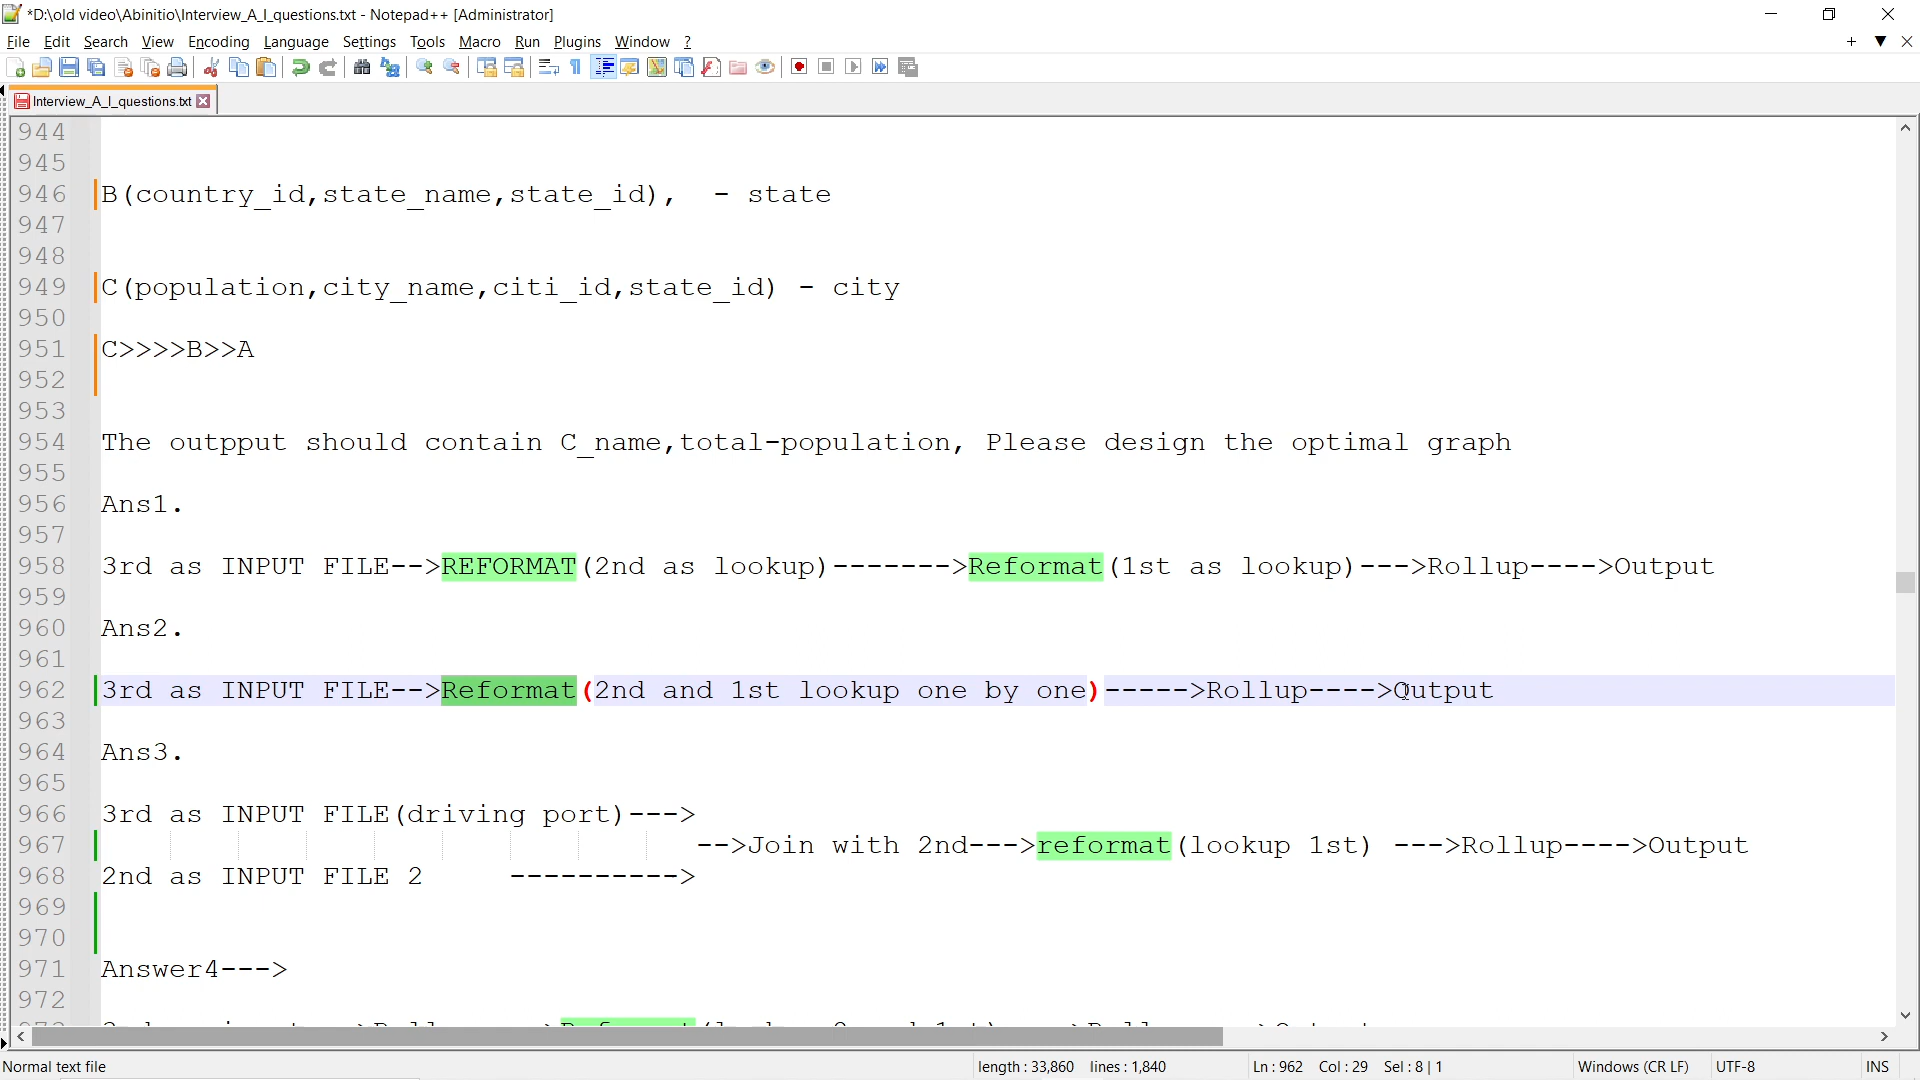 *D:\old video\Abinitio\Interview_A_I_questions.txt - Notepad++ [Administrator]
File Edit Search View Encoding Language Settings Tools Macro Run Plugins Window ?
Interview_A_I_questions.txt
944
945
946 B(country_id,state_name,state_id), - state
947
948
949 C(population,city_name,citi_id,state_id) - city
950
951 C>>>>B>>A
952
953
954 The outpput should contain C_name,total-population, Please design the optimal graph
955
956 Ans1.
957
958 3rd as INPUT FILE-->REFORMAT(2nd as lookup)------->Reformat(1st as lookup)--->Rollup---->Output
959
960 Ans2.
961
962 3rd as INPUT FILE-->Reformat(2nd and 1st lookup one by one)----->Rollup---->Output
963
964 Ans3.
965
966 3rd as INPUT FILE(driving port)--->
967 -->Join with 2nd--->reformat(lookup 1st) --->Rollup---->Output
968 2nd as INPUT FILE 2 ---------->
969
970
971 Answer4--->
972
Normal text file length : 33,860 lines : 1,840 Ln : 962 Col : 29 Sel : 8 | 1 Windows (CR LF) UTF-8 INS